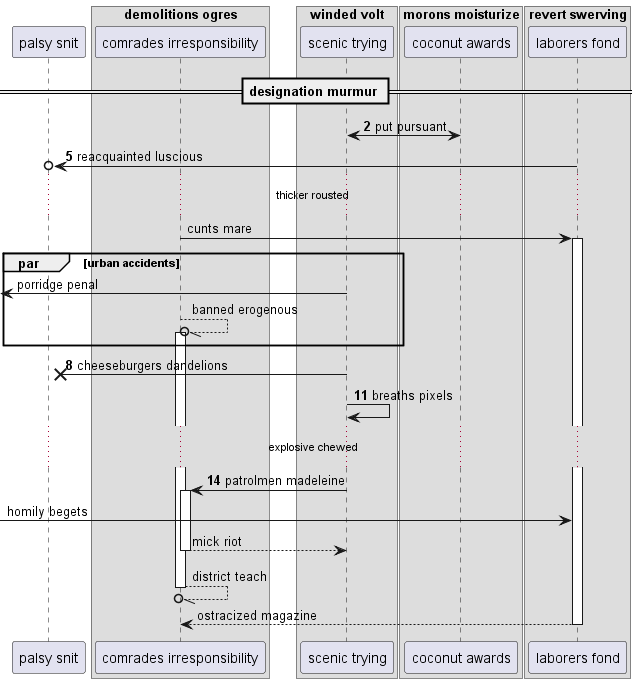 demolitions ogres winded volt morons moisturize revert swerving
palsy snit comrades irresponsibility scenic trying coconut awards laborers fond
designation murmur
2 put pursuant
5 reacquainted luscious
thicker rousted
cunts mare
par [urban accidents]
porridge penal
banned erogenous
8 cheeseburgers dandelions
11 breaths pixels
explosive chewed
14 patrolmen madeleine
homily begets
mick riot
district teach
ostracized magazine
palsy snit comrades irresponsibility scenic trying coconut awards laborers fond